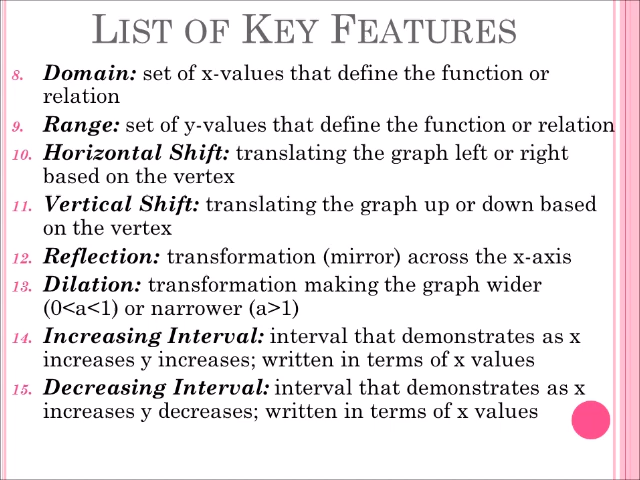 LIST OF KEY FEATURES
8. Domain: set of x-values that define the function or
relation
9. Range: set of y-values that define the function or relation
10. Horizontal Shift: translating the graph left or right
based on the vertex
11. Vertical Shift: translating the graph up or down based
on the vertex
12. Reflection: transformation (mirror) across the x-axis
13. Dilation: transformation making the graph wider
(0<a<1) or narrower (a>1)
14. Increasing Interval: interval that demonstrates as x
increases y increases; written in terms of x values
15. Decreasing Interval: interval that demonstrates as x
increases y decreases; written in terms of x values